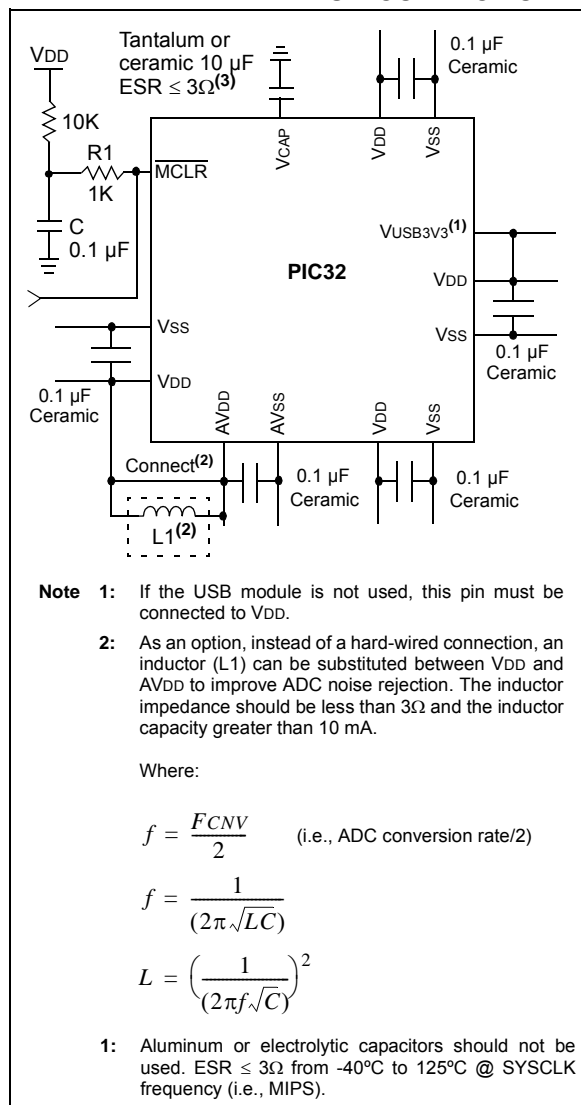 VDD
Tantalum or
ceramic 10 µF
ESR ≤ 3Ω(3)
0.1 µF
Ceramic
10K
R1
1K
MCLR
VCAP
VDD
VSS
C
0.1 µF
VUSB3V3(1)
PIC32
VDD
VSS
0.1 µF
Ceramic
VSS
VDD
0.1 µF
Ceramic
AVDD
AVSS
VDD
VSS
Connect(2)
0.1 µF
Ceramic
0.1 µF
Ceramic
L1(2)
Note 1: If the USB module is not used, this pin must be
connected to VDD.
2: As an option, instead of a hard-wired connection, an
inductor (L1) can be substituted between VDD and
AVDD to improve ADC noise rejection. The inductor
impedance should be less than 3Ω and the inductor
capacity greater than 10 mA.
Where:
f = FCNV / 2 (i.e., ADC conversion rate/2)
f = 1 / (2π√LC)
L = (1 / (2πf√C))²
1: Aluminum or electrolytic capacitors should not be
used. ESR ≤ 3Ω from -40ºC to 125ºC @ SYSCLK
frequency (i.e., MIPS).